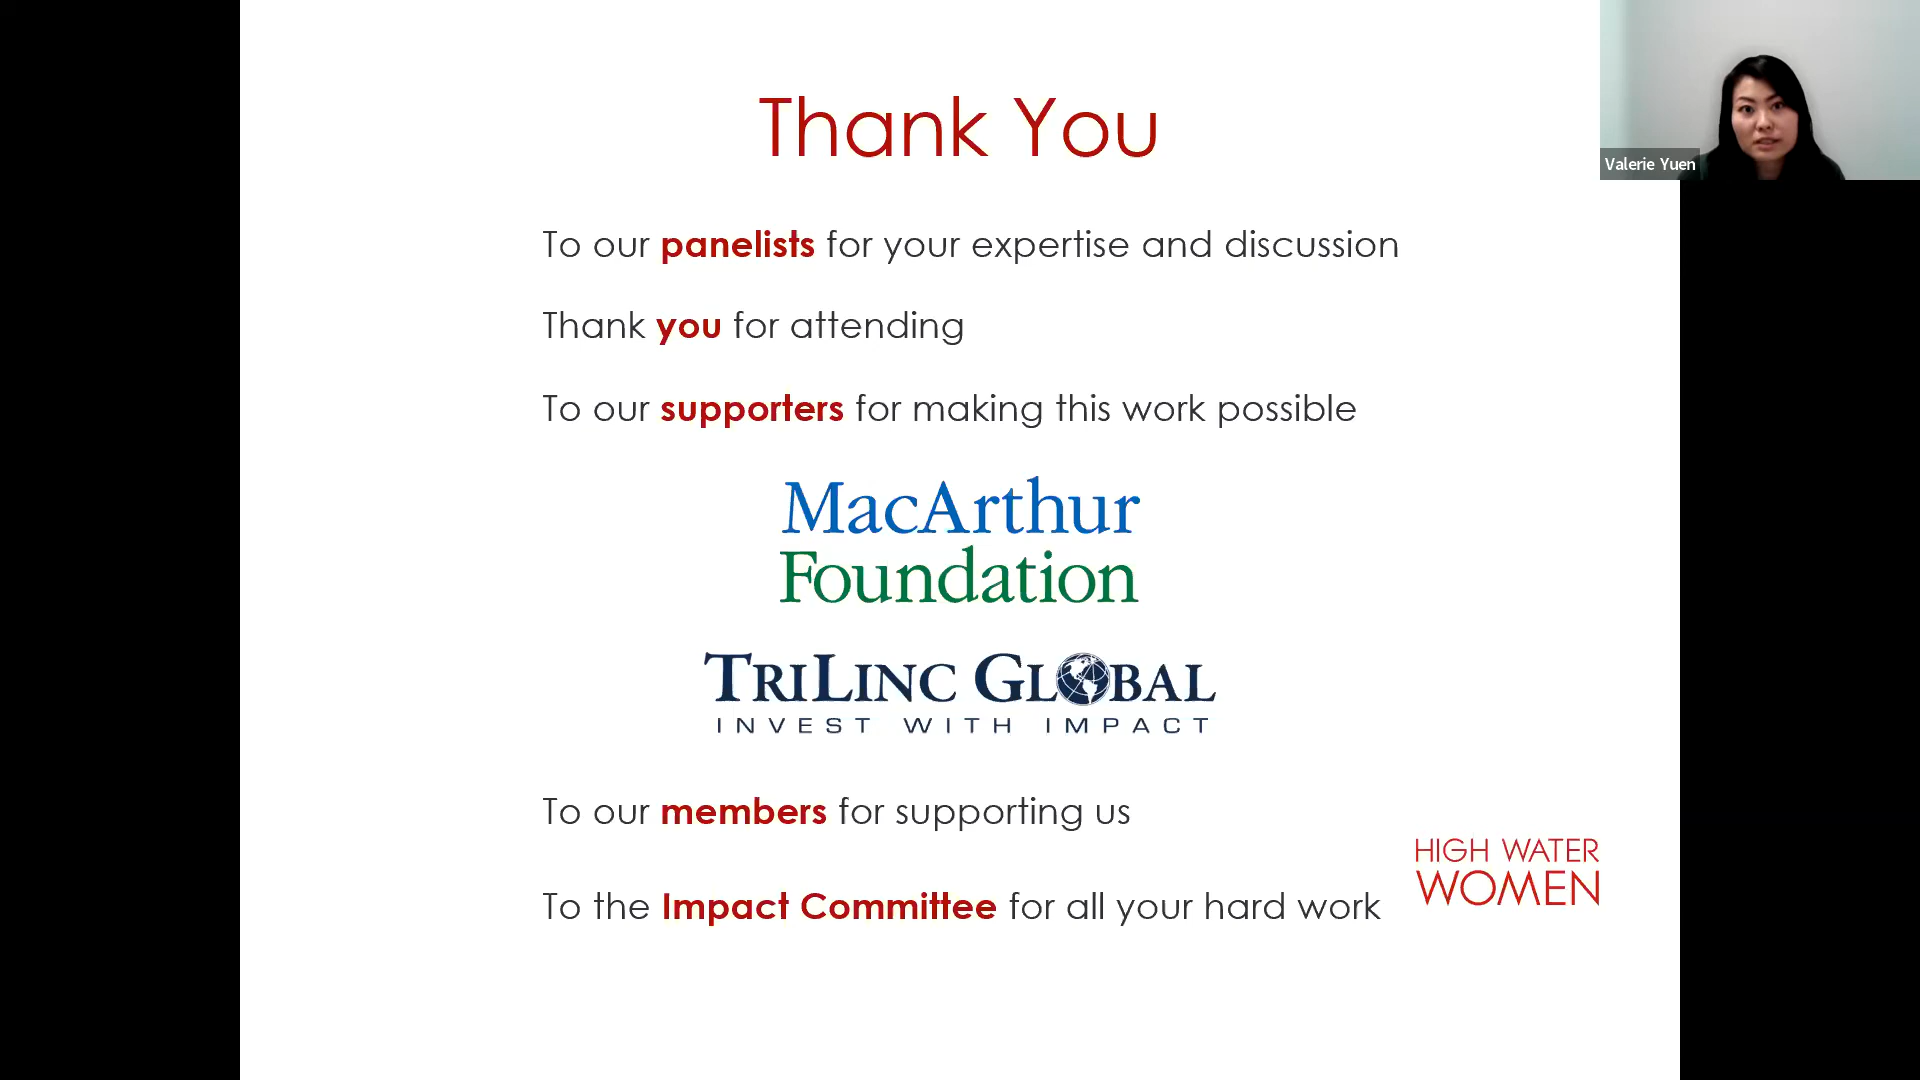 Thank You
Valerie Yuen
To our panelists for your expertise and discussion
Thank you for attending
To our supporters for making this work possible
MacArthur
Foundation
TRILINC GLOBAL
INVEST WITH IMPACT
To our members for supporting us
HIGH WATER
WOMEN
To the Impact Committee for all your hard work